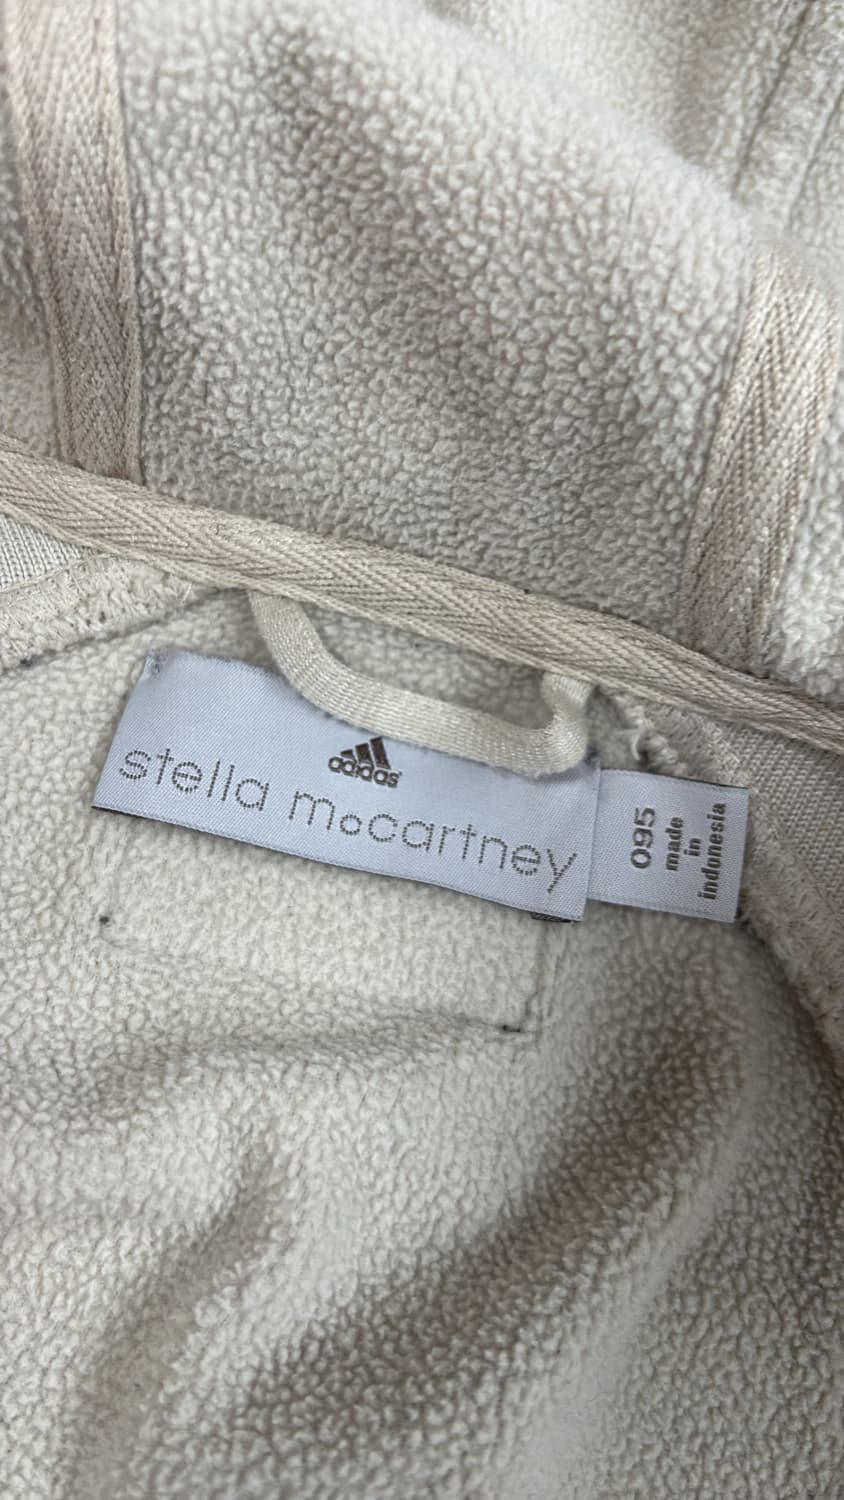 adidas
stella mccartney
095
made
in
indonesia